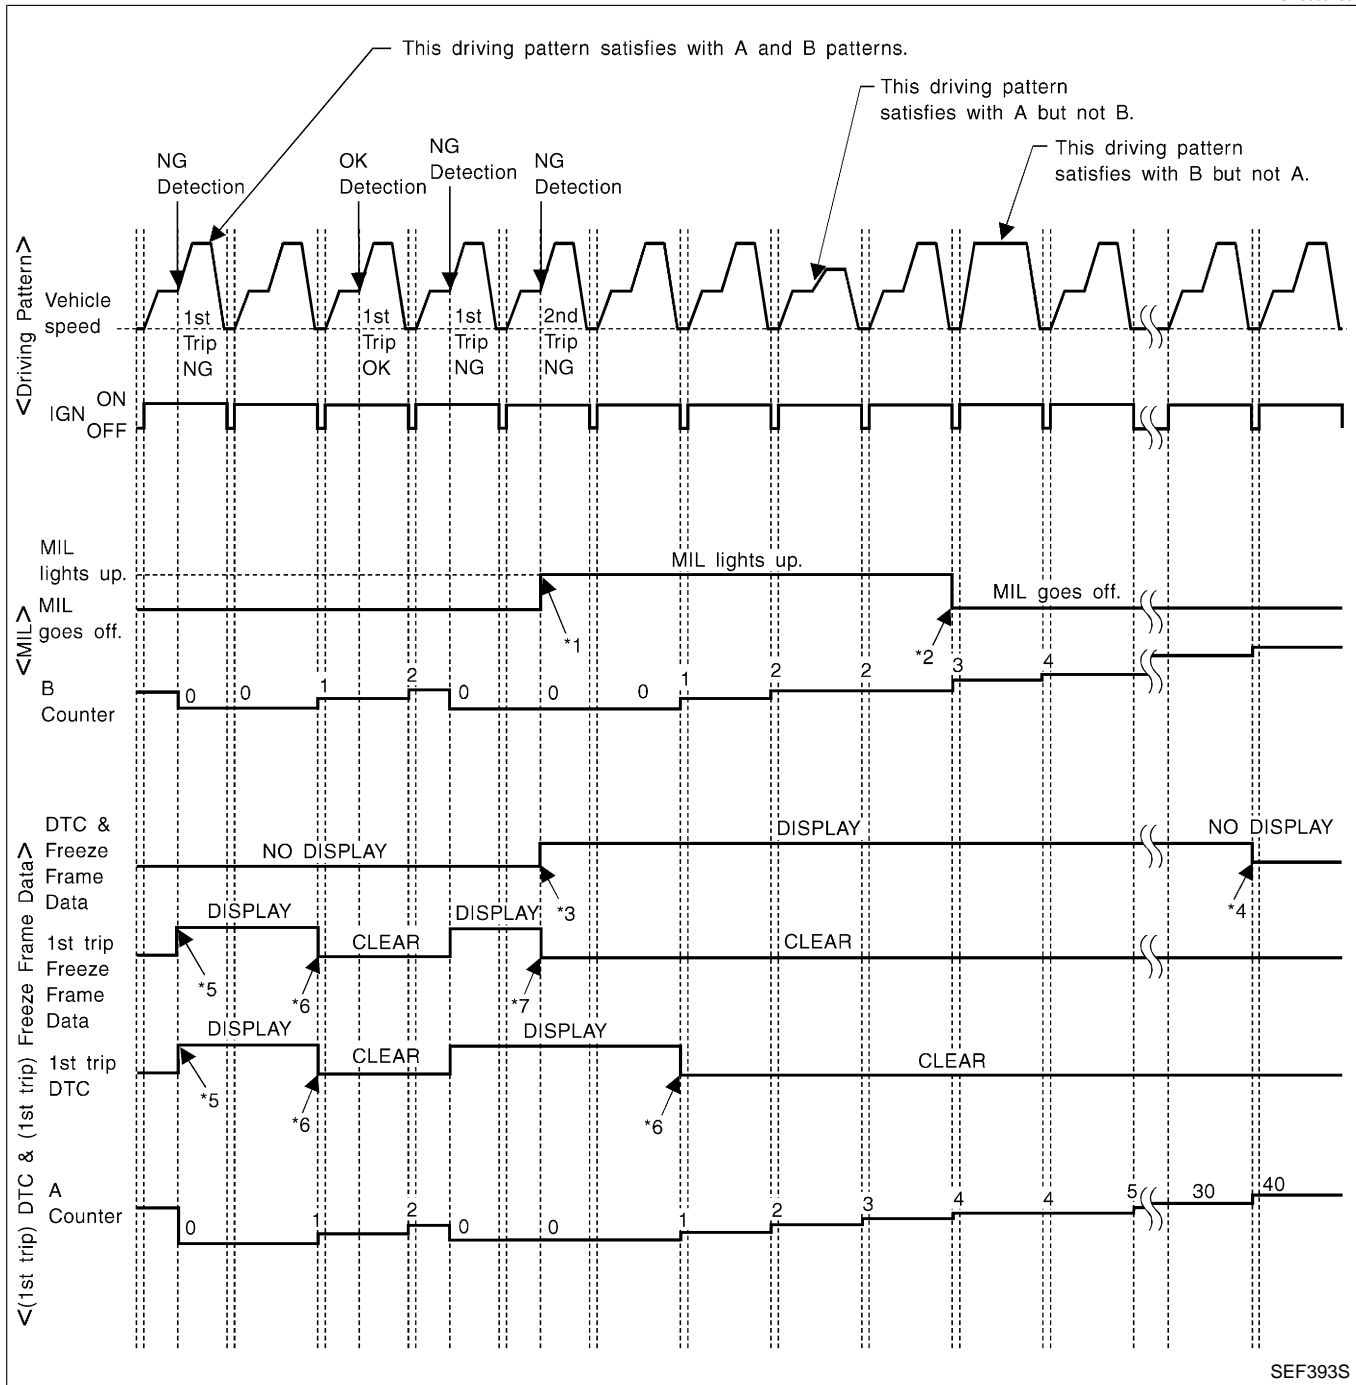 This driving pattern satisfies with A and B patterns.
This driving pattern
satisfies with A but not B.
This driving pattern
satisfies with B but not A.
NG
Detection
OK
Detection
NG
Detection
NG
Detection
<Driving Pattern>
Vehicle
speed
1st
Trip
NG
1st
Trip
OK
1st
Trip
NG
2nd
Trip
NG
IGN
ON
OFF
<MIL>
MIL
lights up.
MIL
goes off.
MIL lights up.
MIL goes off.
*1
*2
B
Counter
0 0 1 2 0 0 0 1 2 2 3 4
<(1st trip) DTC & (1st trip) Freeze Frame Data>
DTC &
Freeze
Frame
Data
NO DISPLAY
DISPLAY
NO DISPLAY
*3
*4
1st trip
Freeze
Frame
Data
DISPLAY
CLEAR
DISPLAY
CLEAR
*5
*6
*7
1st trip
DTC
DISPLAY
CLEAR
DISPLAY
CLEAR
*5
*6
*6
A
Counter
0 1 2 0 0 1 2 3 4 4 5 30 40
SEF393S